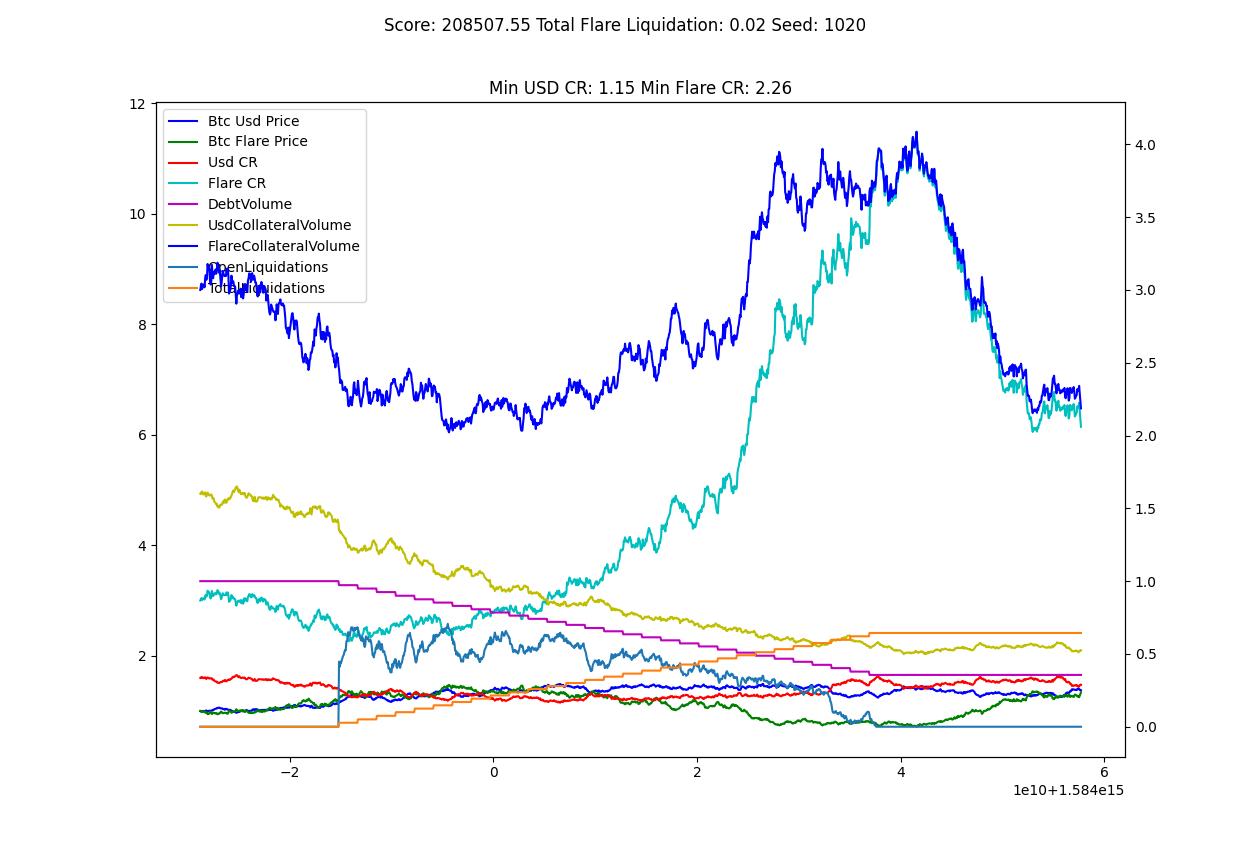 Score: 208507.55 Total Flare Liquidation: 0.02 Seed: 1020
Min USD CR: 1.15 Min Flare CR: 2.26
Btc Usd Price
Btc Flare Price
Usd CR
Flare CR
DebtVolume
UsdCollateralVolume
FlareCollateralVolume
OpenLiquidations
TotalLiquidations
12
10
8
6
4
2
4.0
3.5
3.0
2.5
2.0
1.5
1.0
0.5
0.0
−2
0
2
4
6
1e10+1.584e15